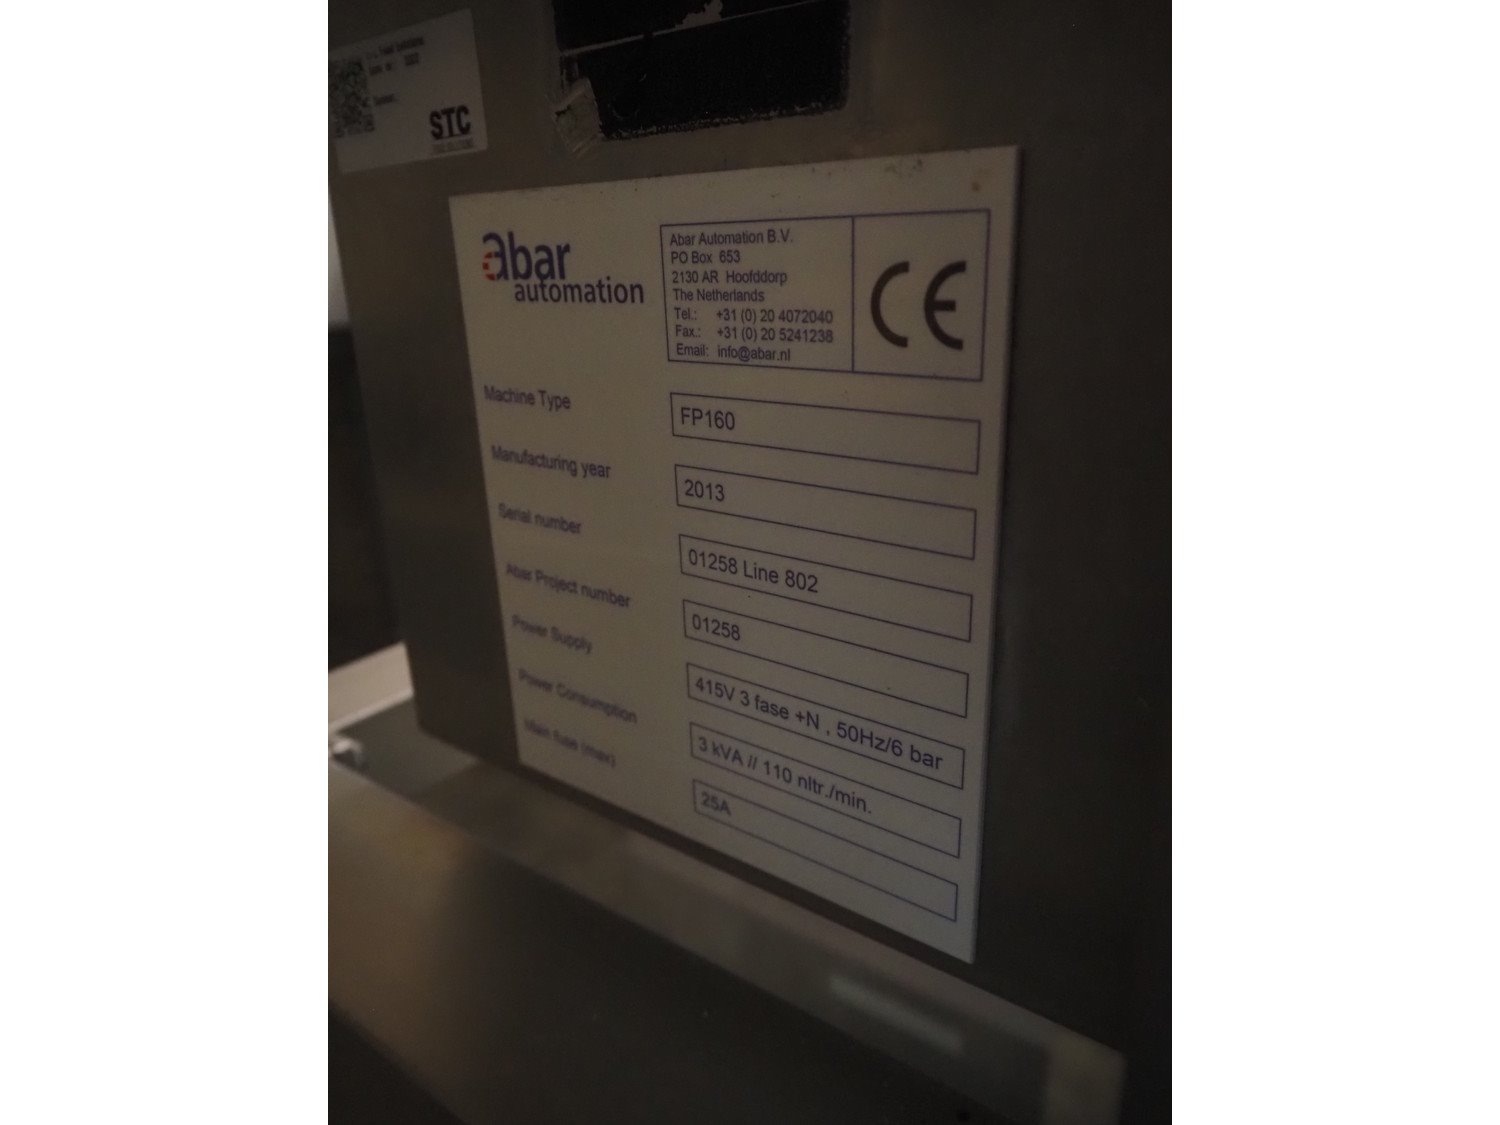 STC
abar
automation
Abar Automation B.V.
PO Box 653
2130 AR Hoofddorp
The Netherlands
Tel.: +31 (0) 20 4072040
Fax.: +31 (0) 20 5241238
Email: info@abar.nl
CE
Machine Type FP160
Manufacturing year 2013
Serial number 01258 Line 802
Abar Project number 01258
Power Supply 415V 3 fase +N , 50Hz/6 bar
Power Consumption 3 kVA // 110 nltr./min.
Main fuse (max) 25A